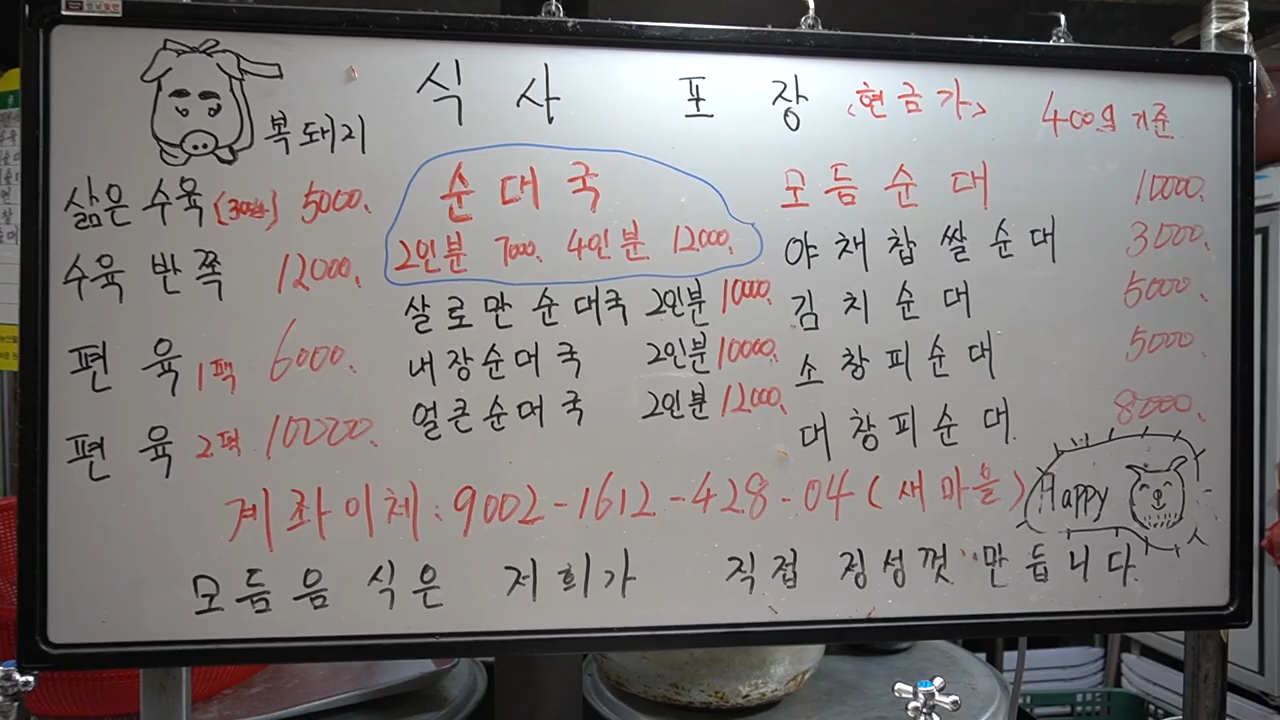 식사 포장 (현금가) 400g 기준
복돼지
삶은 수육 5000.
수육 반쪽 12000.
편육 1팩 6000.
편육 2팩 10000.
순대국
2인분 7000. 4인분 12000.
살로만순대국 2인분 10000.
내장순대국 2인분 10000.
얼큰순대국 2인분 12000.
모듬순대 10000.
야채찹쌀순대 3000.
김치순대 5000.
소창피순대 5000.
대창피순대 8000.
계좌이체 : 9002-1612-428-04 (새마을)
Happy
모듬음식은 저희가 직접 정성껏 만듭니다